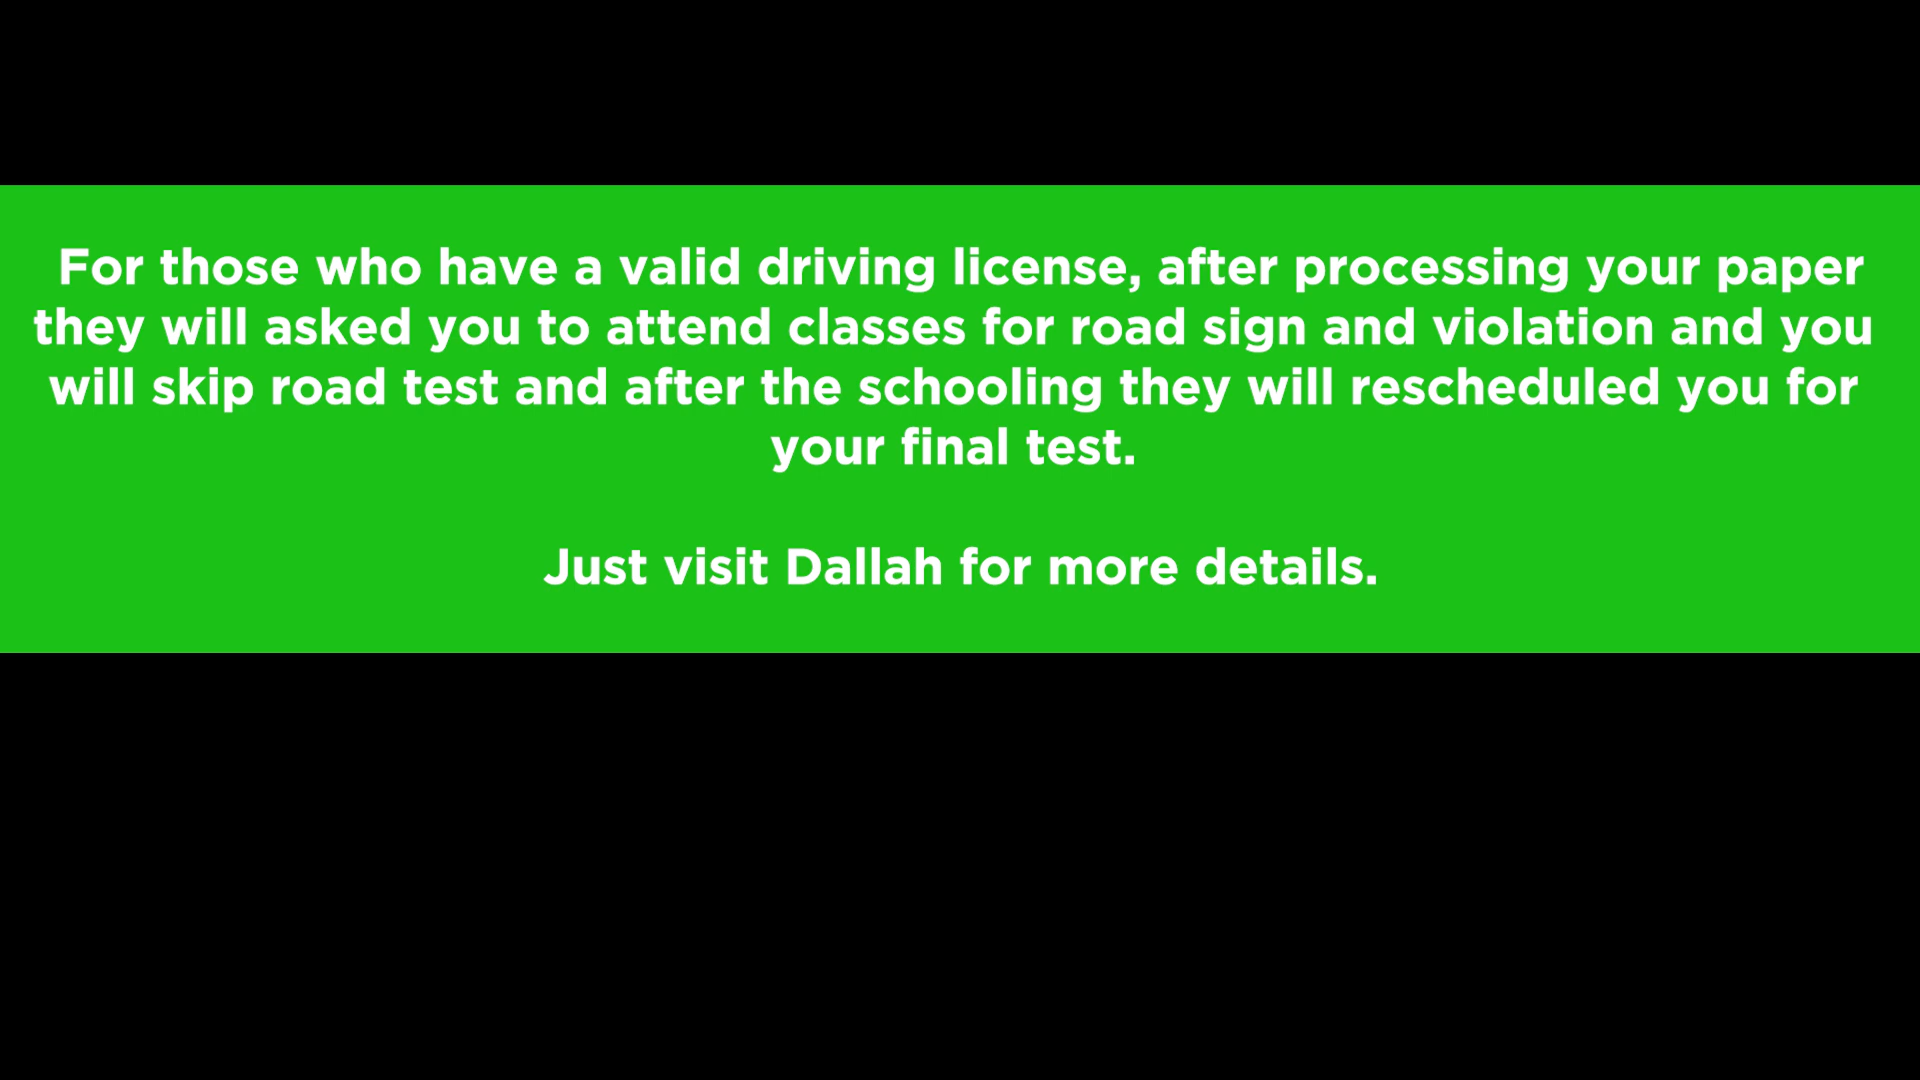 For those who have a valid driving license, after processing your paper
they will asked you to attend classes for road sign and violation and you
will skip road test and after the schooling they will rescheduled you for
your final test.
Just visit Dallah for more details.